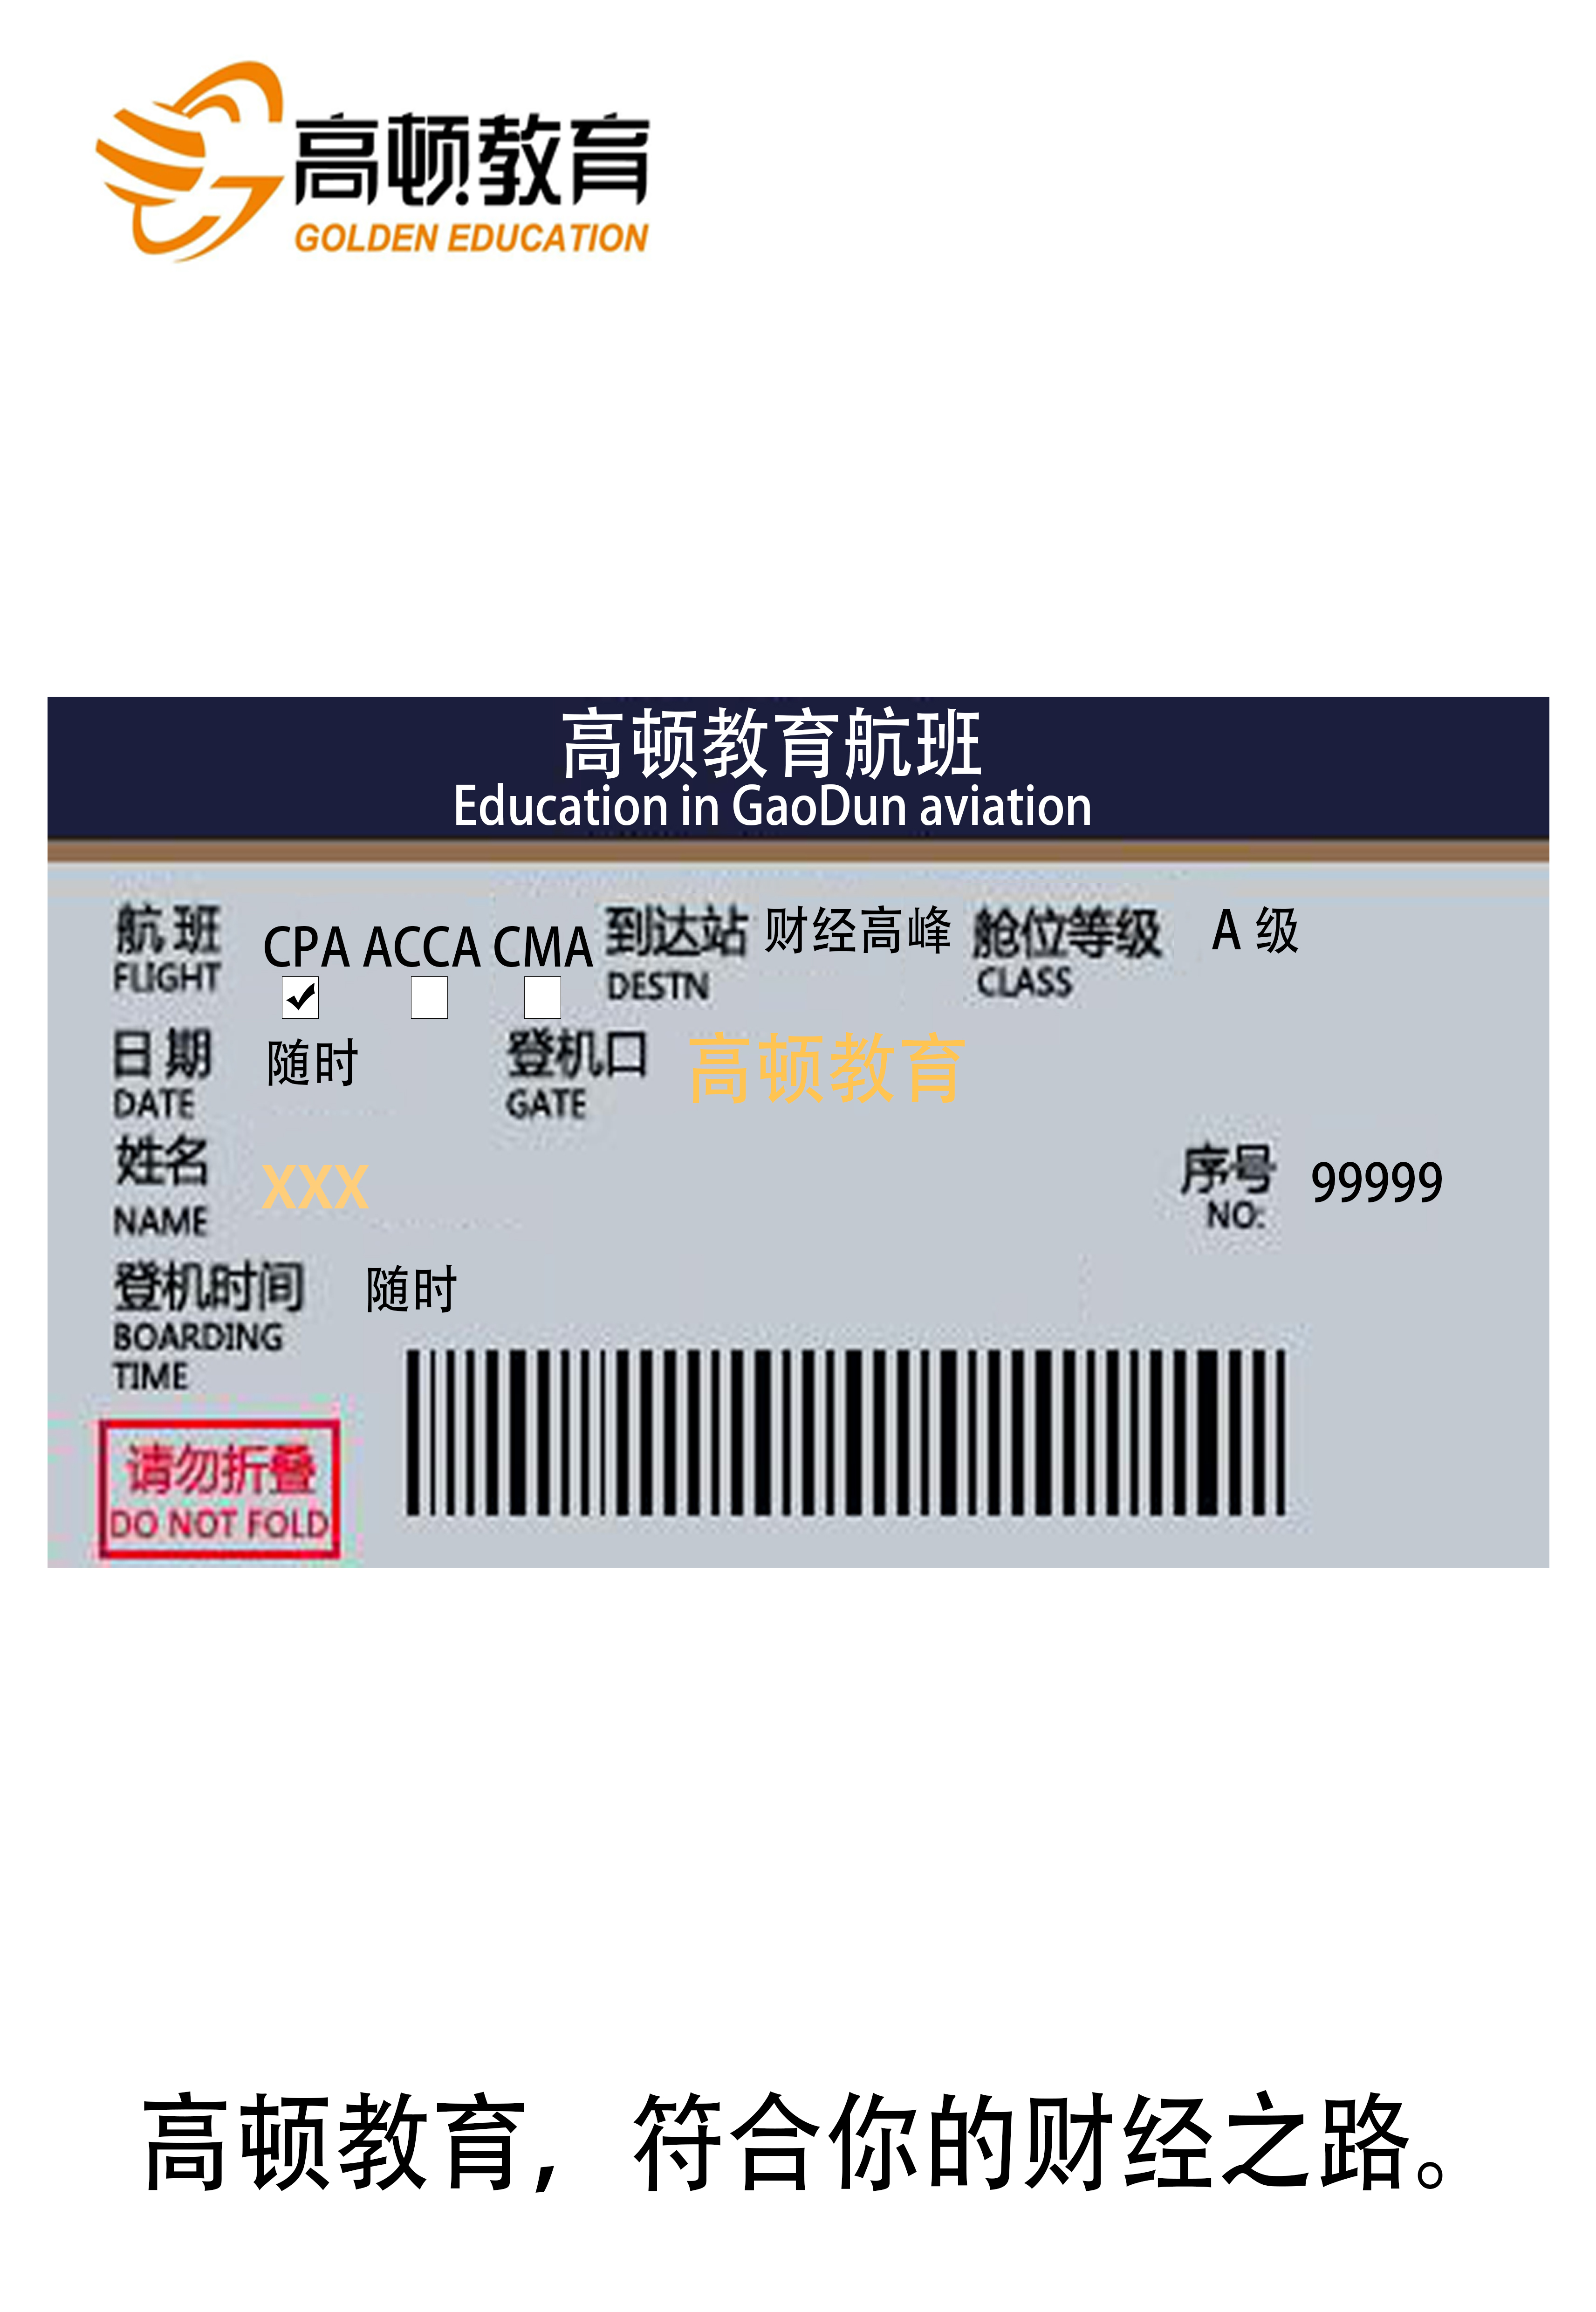 高顿教育
GOLDEN EDUCATION
高顿教育航班
Education in GaoDun aviation
航班 CPA ACCA CMA 到达站 财经高峰 舱位等级 A 级
FLIGHT DESTN CLASS
日期 随时 登机口 高顿教育
DATE GATE
姓名 XXX 序号 99999
NAME NO:
登机时间 随时
BOARDING
TIME
请勿折叠
DO NOT FOLD
高顿教育，符合你的财经之路。